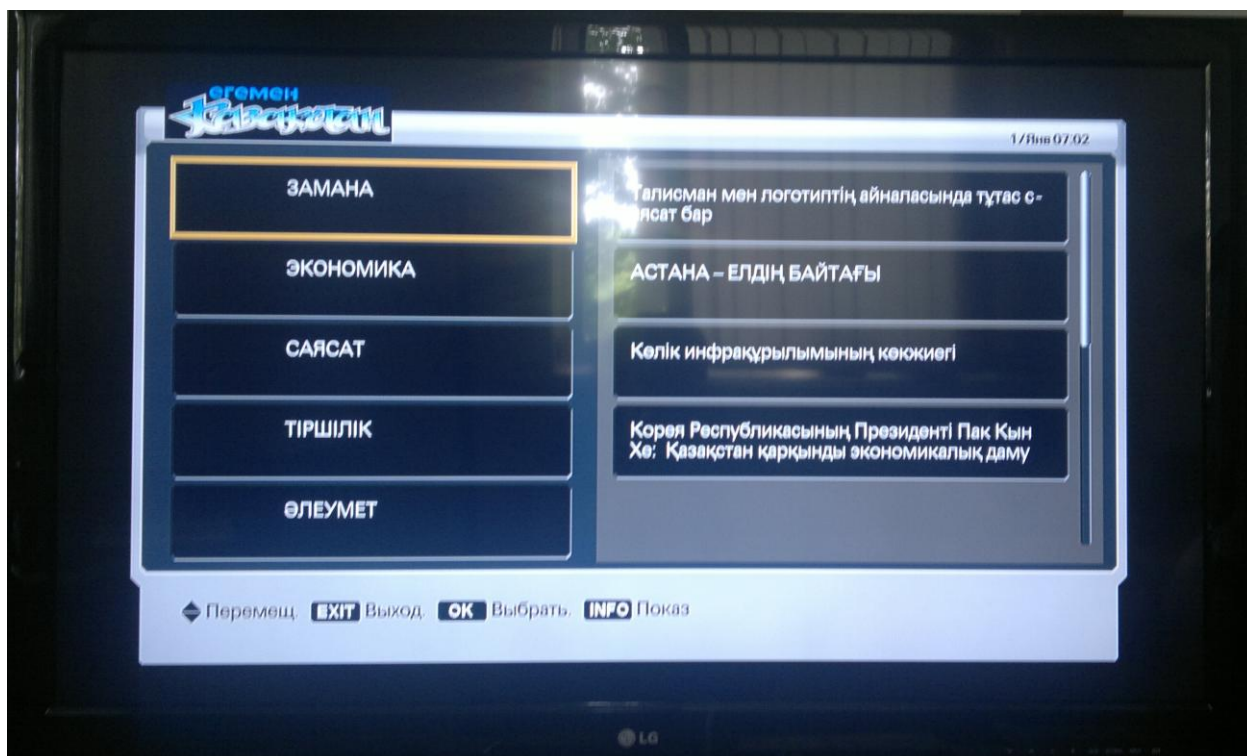 егемен
Қазақстан
1/Янв 07:02
ЗАМАНА
ЭКОНОМИКА
САЯСАТ
ТІРШІЛІК
ӘЛЕУМЕТ
Талисман мен логотиптің айналасында тұтас с-
аясат бар
АСТАНА – ЕЛДІҢ БАЙТАҒЫ
Көлік инфрақұрылымының көкжиегі
Корея Республикасының Президенті Пак Кын
Хе: Қазақстан қарқынды экономикалық даму
Перемещ. EXIT Выход. OK Выбрать. INFO Показ
LG